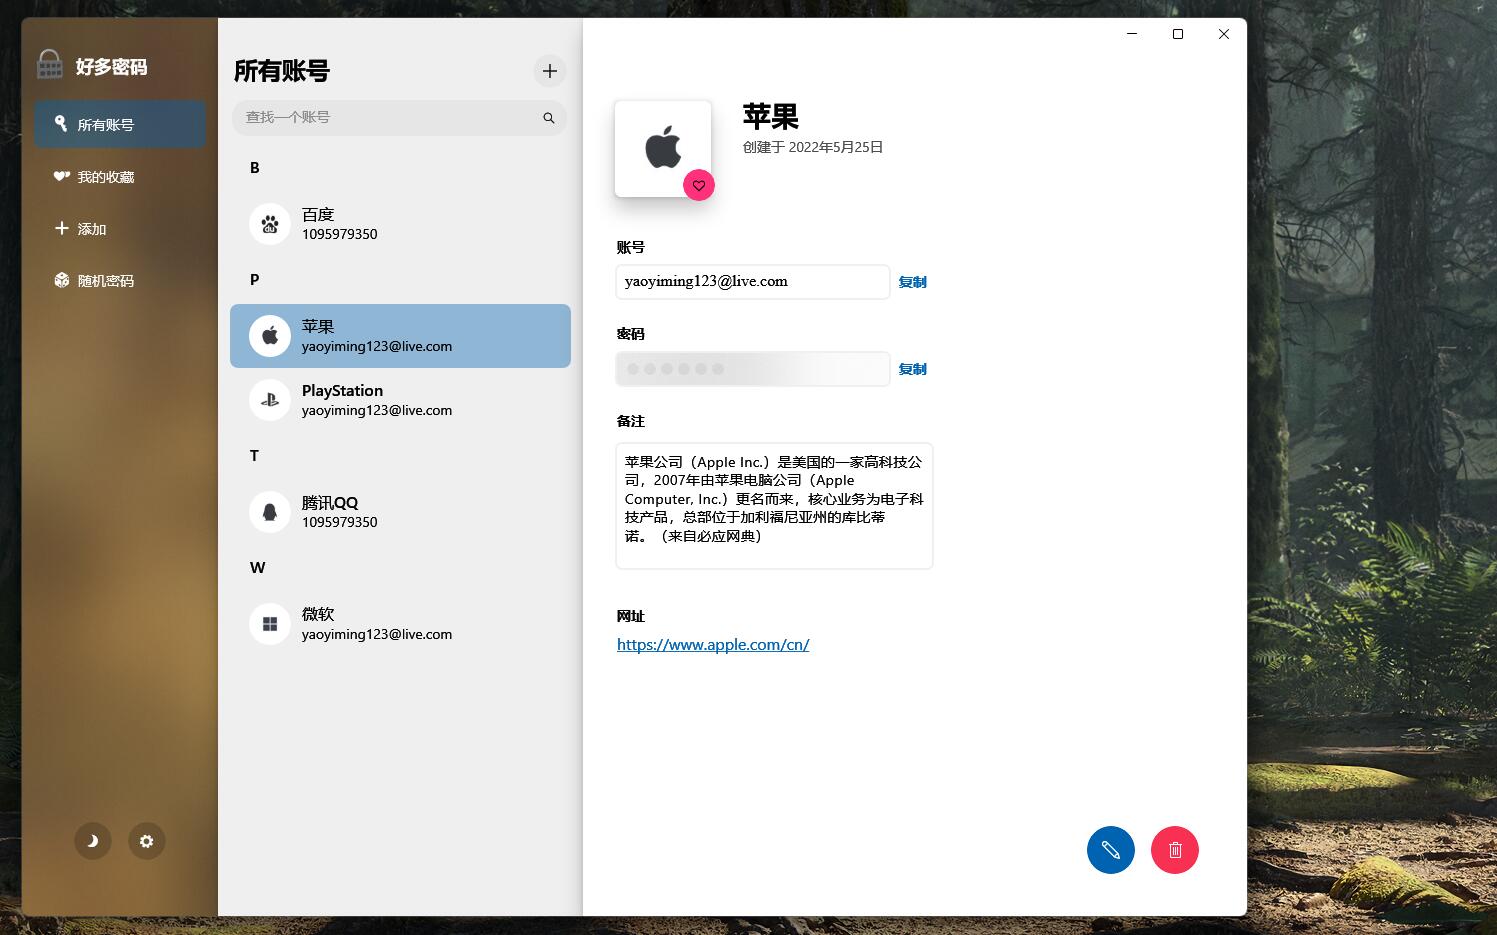 好多密码
所有账号
我的收藏
添加
随机密码
所有账号
查找一个账号
B
百度
1095979350
P
苹果
yaoyiming123@live.com
PlayStation
yaoyiming123@live.com
T
腾讯QQ
1095979350
W
微软
yaoyiming123@live.com
苹果
创建于 2022年5月25日
账号
yaoyiming123@live.com 复制
密码
复制
备注
苹果公司（Apple Inc.）是美国的一家高科技公
司，2007年由苹果电脑公司（Apple
Computer, Inc.）更名而来，核心业务为电子科
技产品，总部位于加利福尼亚州的库比蒂
诺。（来自必应网典）
网址
https://www.apple.com/cn/